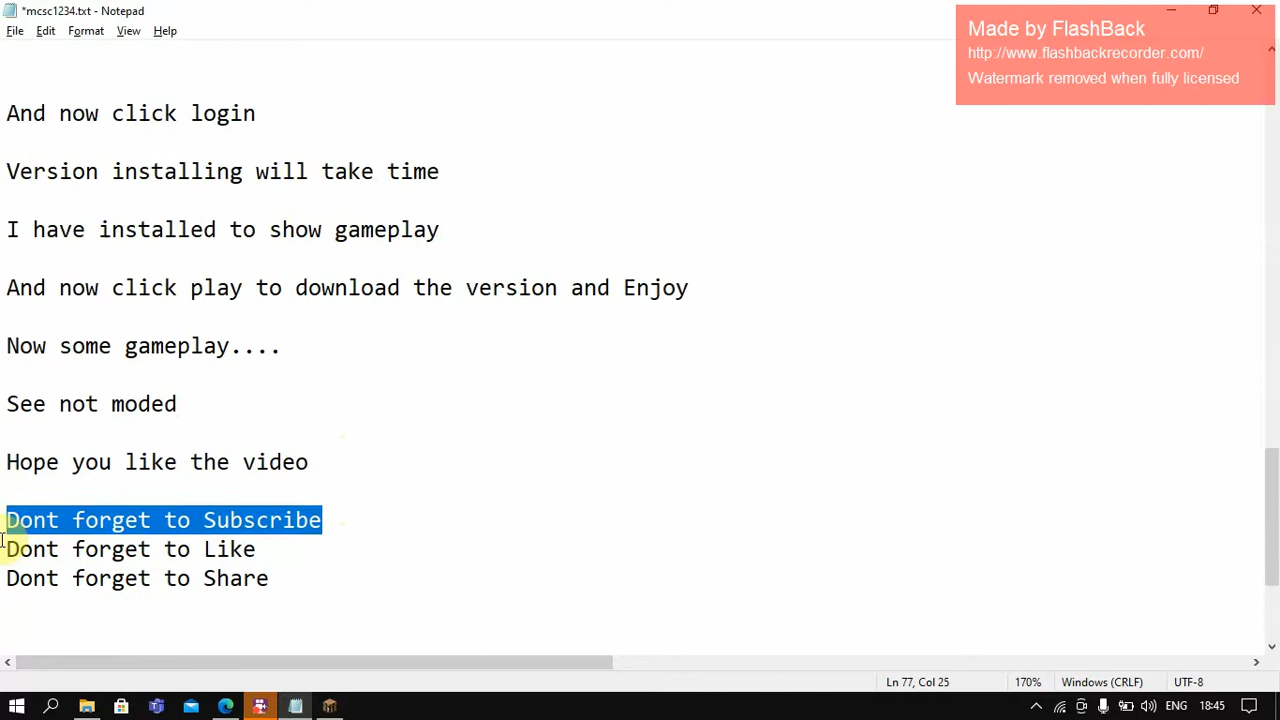 *mcsc1234.txt - Notepad
File Edit Format View Help
Made by FlashBack
http://www.flashbackrecorder.com/
Watermark removed when fully licensed
And now click login
Version installing will take time
I have installed to show gameplay
And now click play to download the version and Enjoy
Now some gameplay....
See not moded
Hope you like the video
Dont forget to Subscribe
Dont forget to Like
Dont forget to Share
Ln 77, Col 25 170% Windows (CRLF) UTF-8
ENG 18:45